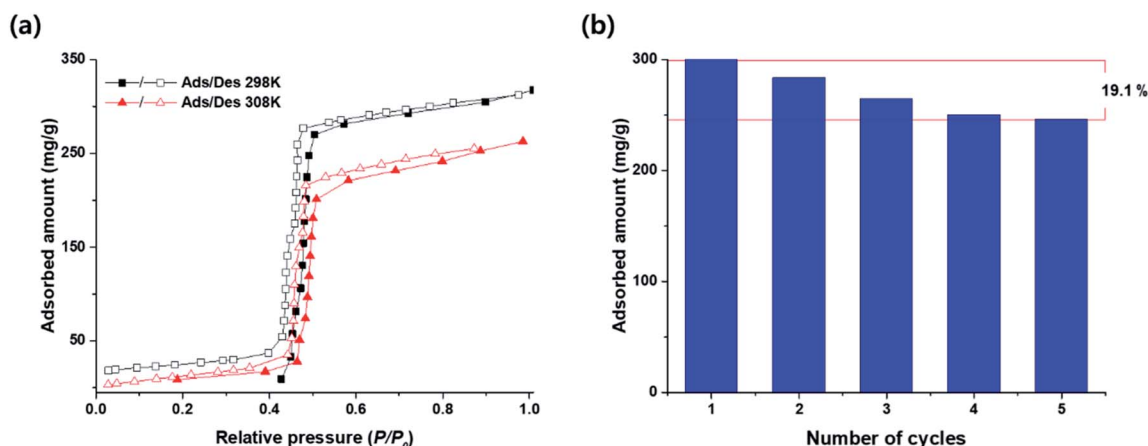 (a)
350
250
150
50
Adsorbed amount (mg/g)
Ads/Des 298K
Ads/Des 308K
0.0 0.2 0.4 0.6 0.8 1.0
Relative pressure (P/P₀)
(b)
300
200
100
0
Adsorbed amount (mg/g)
19.1 %
1 2 3 4 5
Number of cycles